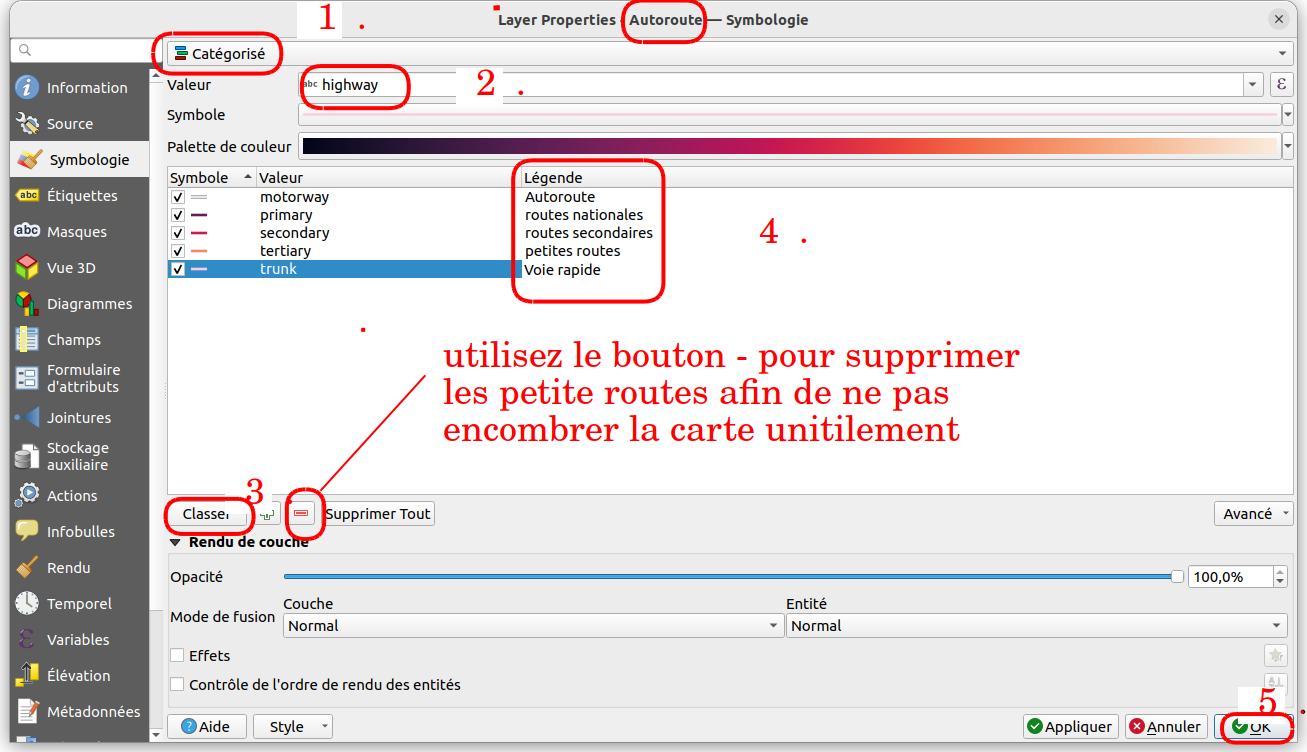 1 .
Layer Properties - Autoroute — Symbologie
Catégorisé
Information
Source
Symbologie
Étiquettes
Masques
Vue 3D
Diagrammes
Champs
Formulaire
d'attributs
Jointures
Stockage
auxiliaire
Actions
Infobulles
Rendu
Temporel
Variables
Élévation
Métadonnées
Valeur
abc highway
2 .
ε
Symbole
Palette de couleur
Symbole Valeur Légende
motorway Autoroute
primary routes nationales
secondary routes secondaires
tertiary petites routes
trunk Voie rapide
4 .
utilisez le bouton - pour supprimer
les petite routes afin de ne pas
encombrer la carte unitilement
3
Classer Supprimer Tout Avancé
Rendu de couche
Opacité 100,0%
Couche Entité
Mode de fusion Normal Normal
Effets
Contrôle de l'ordre de rendu des entités
5 .
Aide Style Appliquer Annuler OK